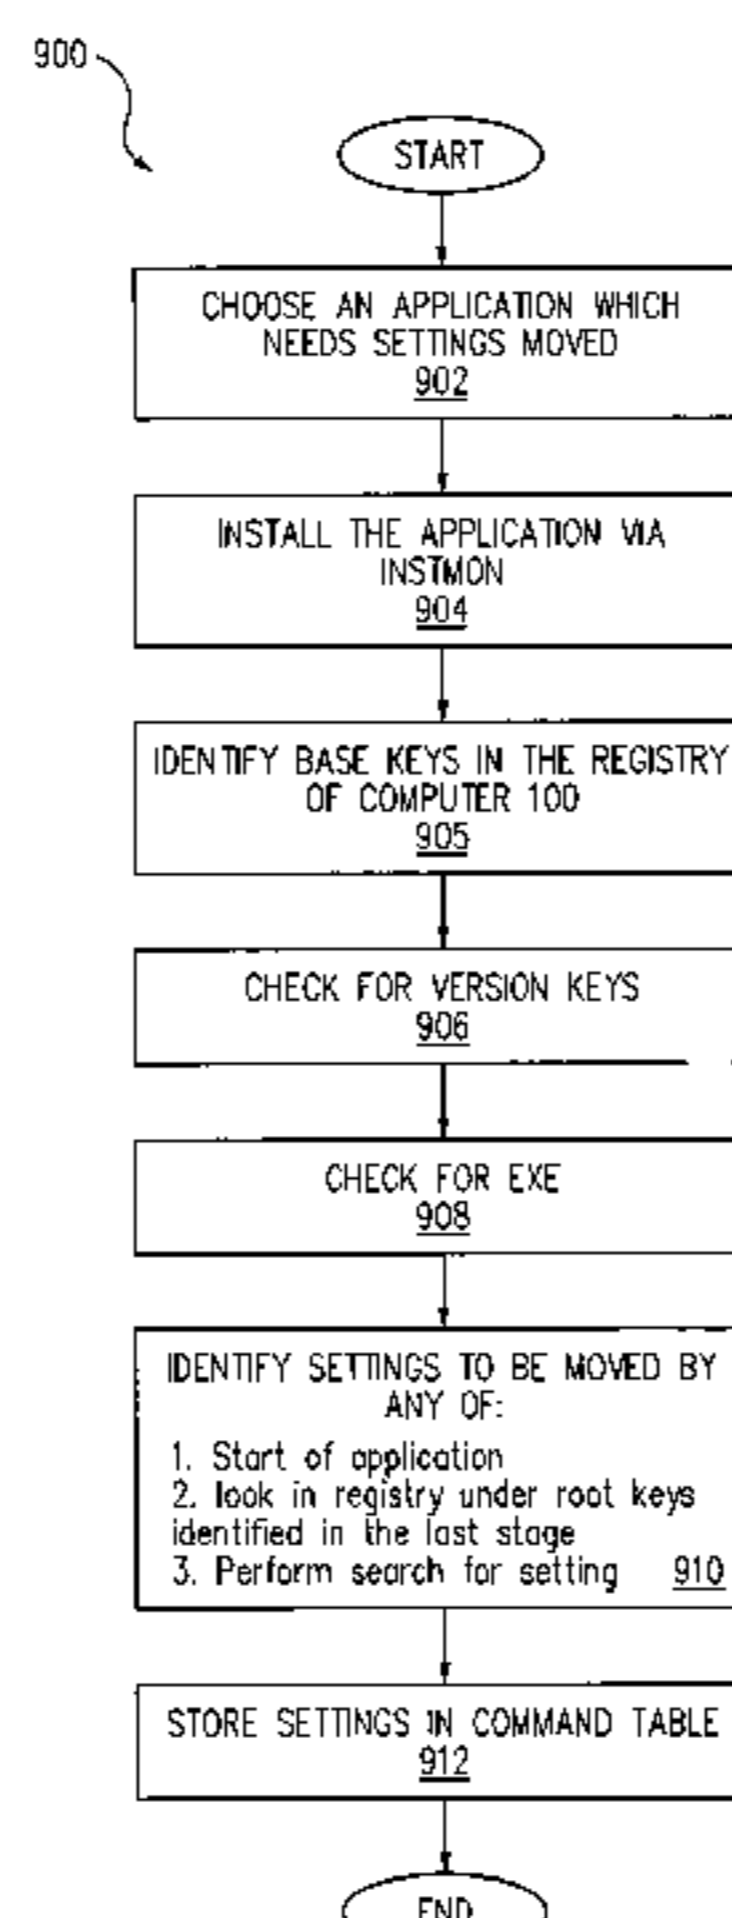 900
START
CHOOSE AN APPLICATION WHICH
NEEDS SETTINGS MOVED
902
INSTALL THE APPLICATION VIA
INSTMON
904
IDENTIFY BASE KEYS IN THE REGISTRY
OF COMPUTER 100
905
CHECK FOR VERSION KEYS
906
CHECK FOR EXE
908
IDENTIFY SETTINGS TO BE MOVED BY
ANY OF:
1. Start of application
2. look in registry under root keys
identified in the last stage
3. Perform search for setting 910
STORE SETTINGS IN COMMAND TABLE
912
END